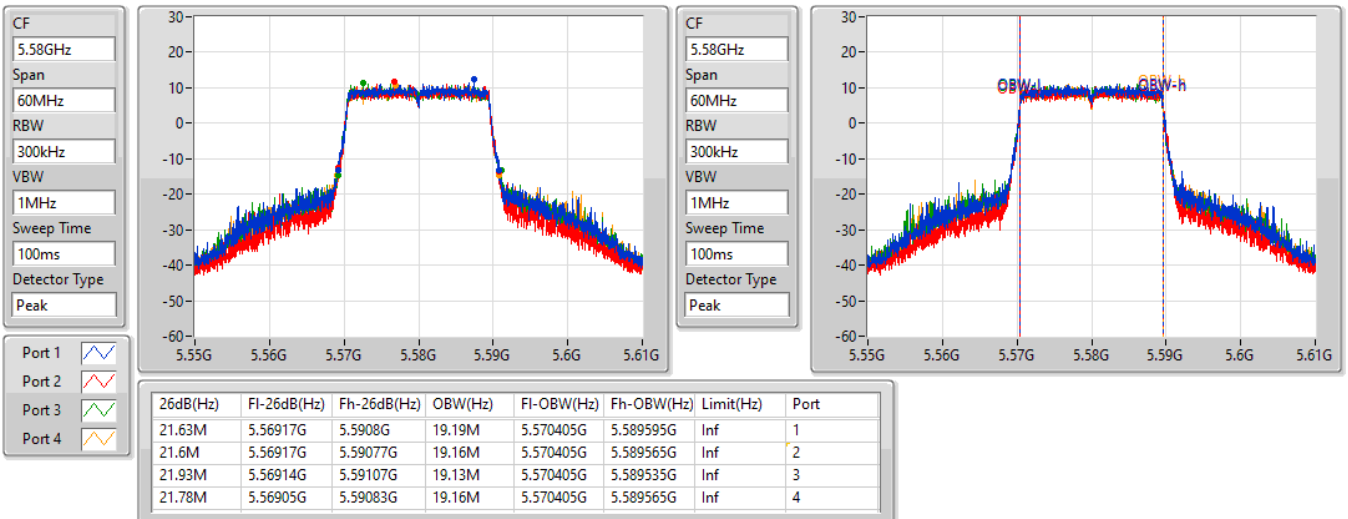 CF
5.58GHz
Span
60MHz
RBW
300kHz
VBW
1MHz
Sweep Time
100ms
Detector Type
Peak
30
20
10
0
-10
-20
-30
-40
-50
-60
5.55G 5.56G 5.57G 5.58G 5.59G 5.6G 5.61G
CF
5.58GHz
Span
60MHz
RBW
300kHz
VBW
1MHz
Sweep Time
100ms
Detector Type
Peak
30
20
10
0
-10
-20
-30
-40
-50
-60
OBW-l OBW-h
5.55G 5.56G 5.57G 5.58G 5.59G 5.6G 5.61G
Port 1
Port 2
Port 3
Port 4
26dB(Hz) Fl-26dB(Hz) Fh-26dB(Hz) OBW(Hz) Fl-OBW(Hz) Fh-OBW(Hz) Limit(Hz) Port
21.63M 5.56917G 5.5908G 19.19M 5.570405G 5.589595G Inf 1
21.6M 5.56917G 5.59077G 19.16M 5.570405G 5.589565G Inf 2
21.93M 5.56914G 5.59107G 19.13M 5.570405G 5.589535G Inf 3
21.78M 5.56905G 5.59083G 19.16M 5.570405G 5.589565G Inf 4